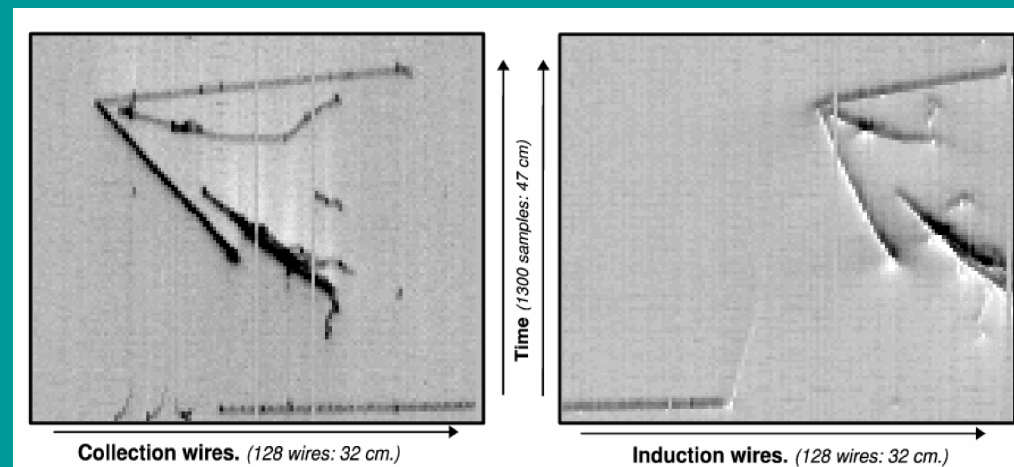 Time (1300 samples: 47 cm)
Collection wires. (128 wires: 32 cm.)
Induction wires. (128 wires: 32 cm.)